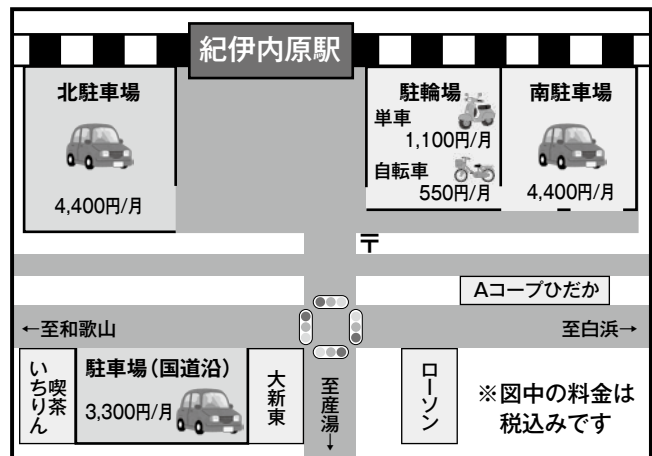 紀伊内原駅
北駐車場
4,400円/月
駐輪場
単車
1,100円/月
自転車
550円/月
南駐車場
4,400円/月
〒
Aコープひだか
←至和歌山
至白浜→
喫茶
いちりん
駐車場(国道沿)
3,300円/月
大新東
至産湯→
ローソン
※図中の料金は
税込みです